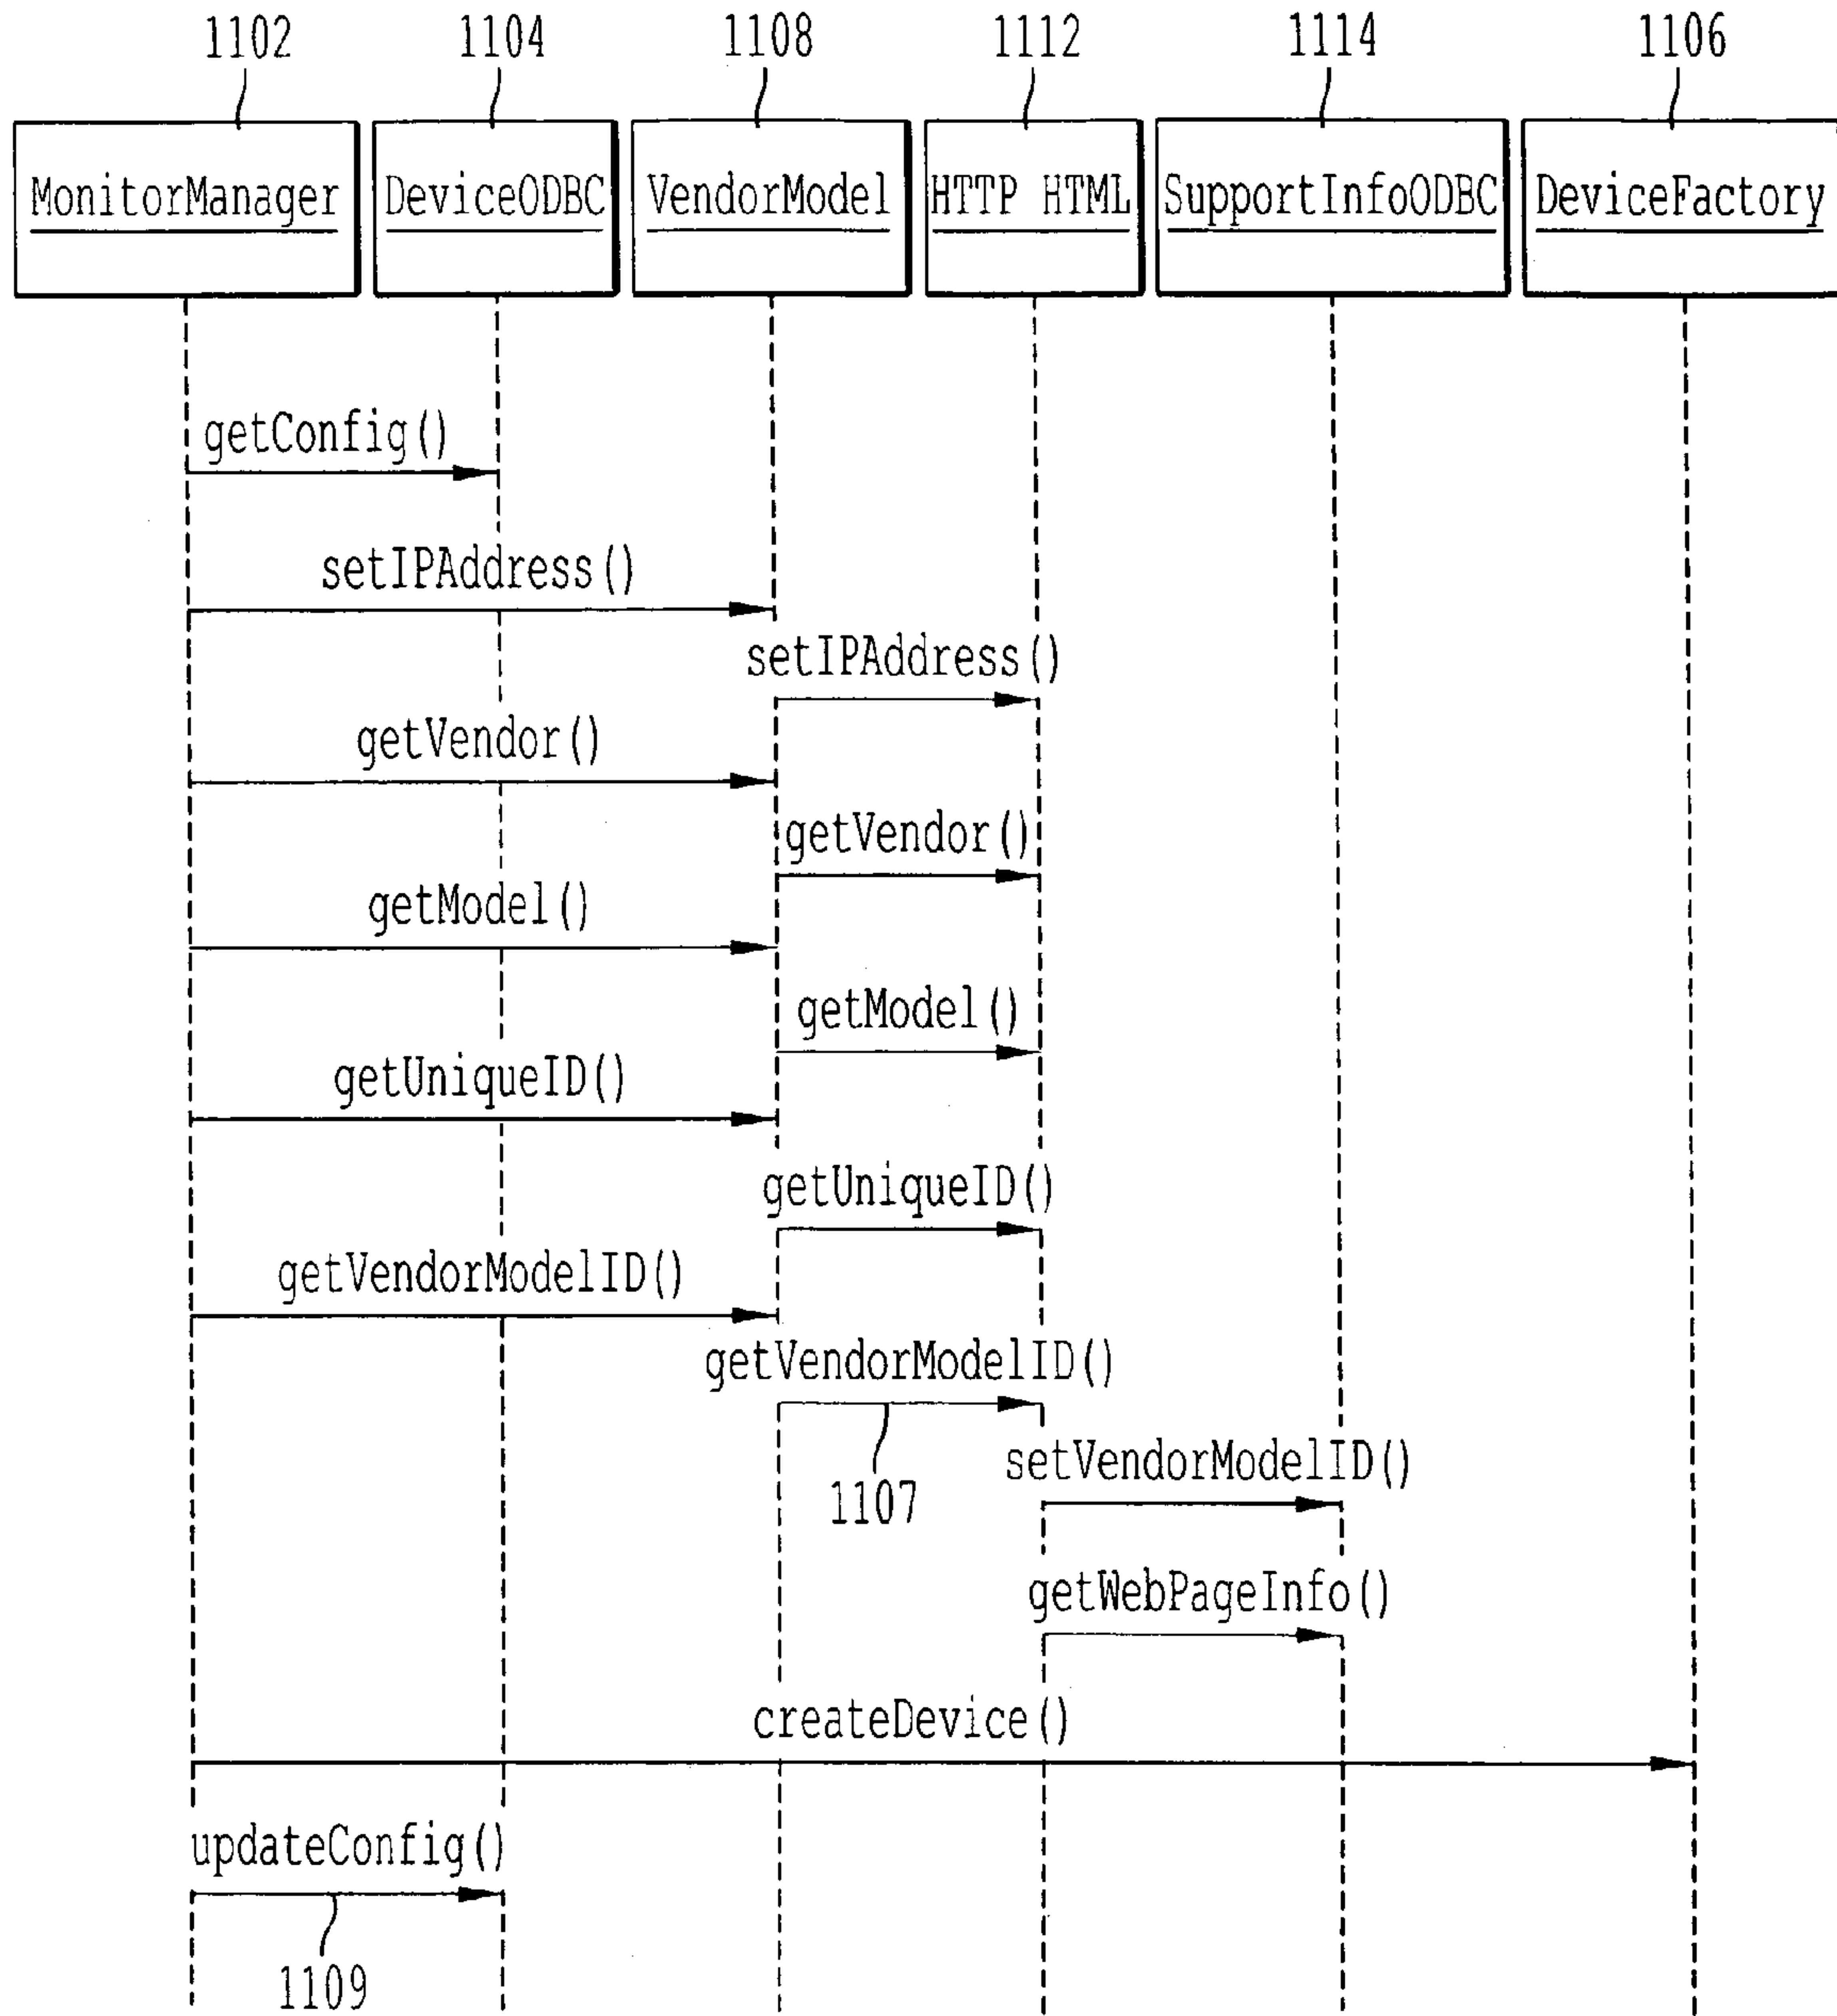 1102 1104 1108 1112 1114 1106
MonitorManager DeviceODBC VendorModel HTTP HTML SupportInfoODBC DeviceFactory
getConfig()
setIPAddress()
setIPAddress()
getVendor()
getVendor()
getModel()
getModel()
getUniqueID()
getUniqueID()
getVendorModelID()
getVendorModelID()
1107
setVendorModelID()
getWebPageInfo()
createDevice()
updateConfig()
1109